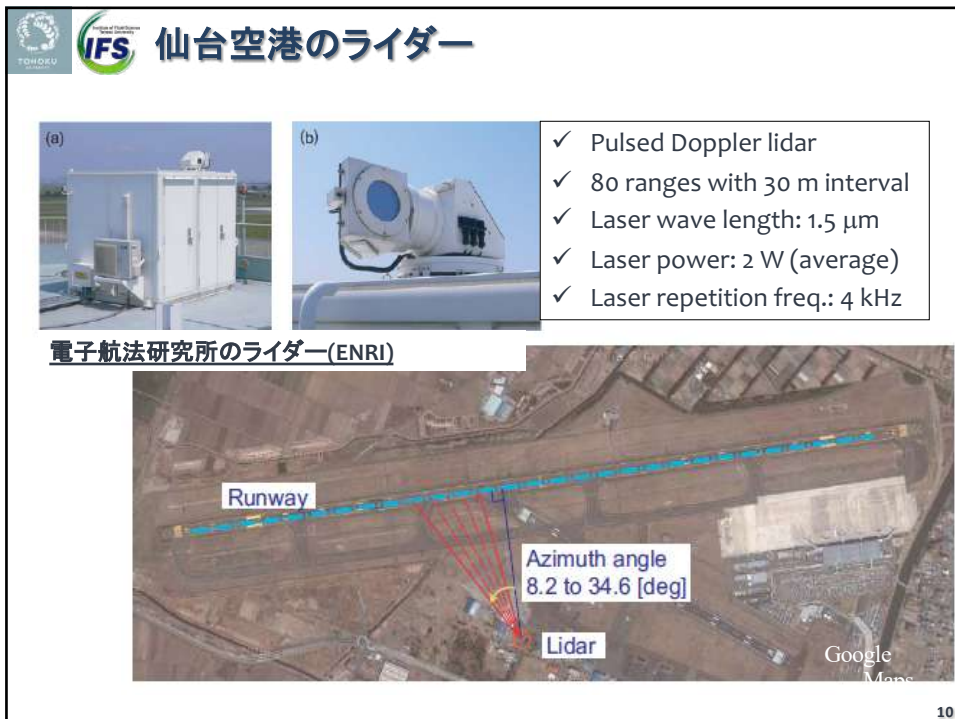 TOHOKU
IFS
仙台空港のライダー
(a)
(b)
✓ Pulsed Doppler lidar
✓ 80 ranges with 30 m interval
✓ Laser wave length: 1.5 μm
✓ Laser power: 2 W (average)
✓ Laser repetition freq.: 4 kHz
電子航法研究所のライダー(ENRI)
Runway
Azimuth angle
8.2 to 34.6 [deg]
Lidar
Google
Maps
10